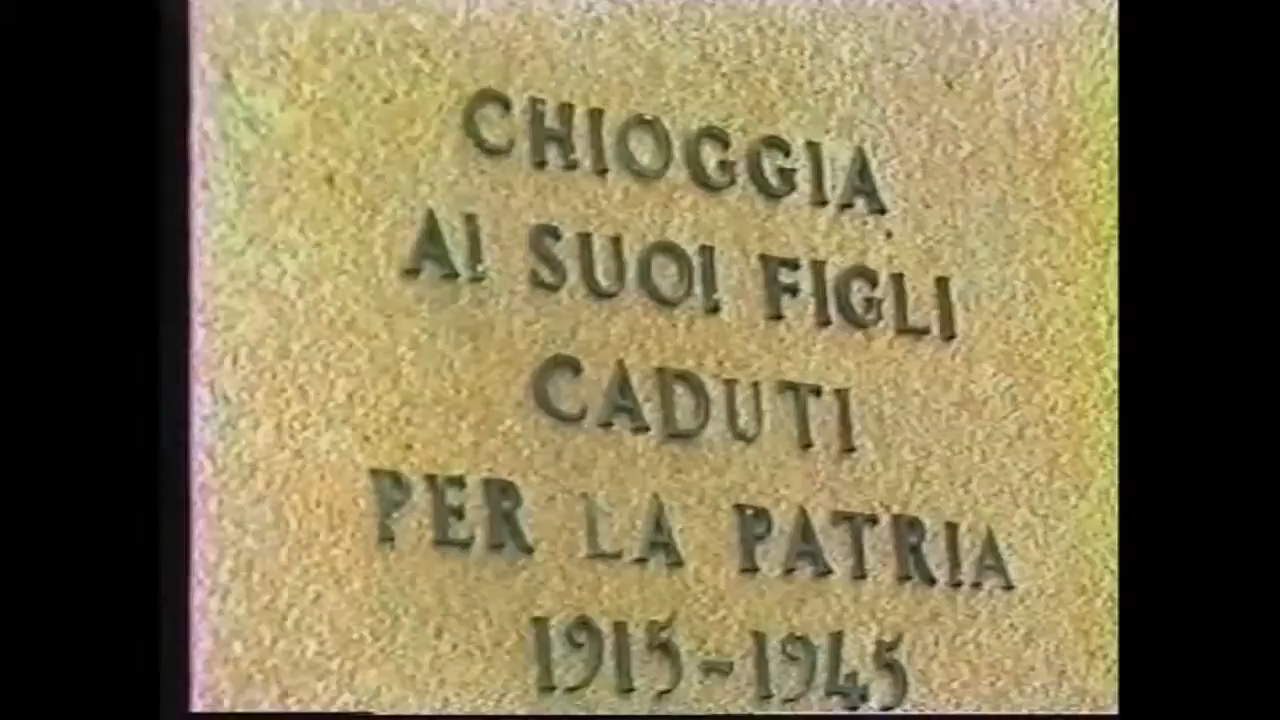 CHIOGGIA
AI SUOI FIGLI
CADUTI
PER LA PATRIA
1915-1945